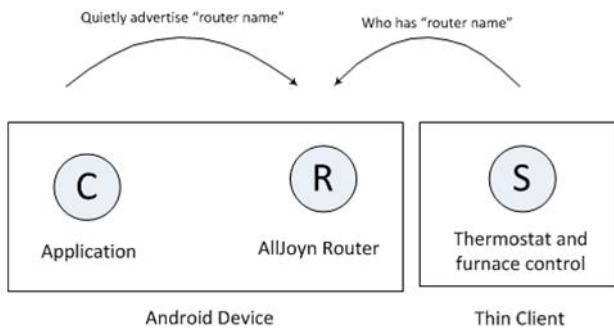 Quietly advertise “router name”
Who has “router name”
C
R
S
Application
AllJoyn Router
Thermostat and
furnace control
Android Device
Thin Client